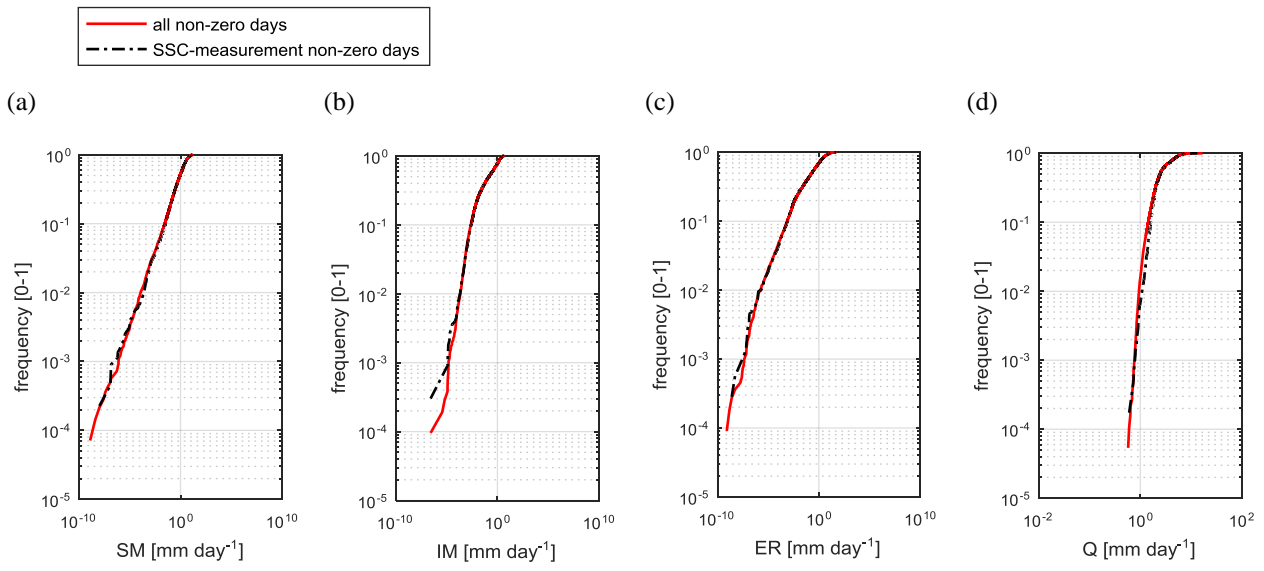 all non-zero days
SSC-measurement non-zero days
(a)
(b)
(c)
(d)
10^0
10^-1
10^-2
10^-3
10^-4
10^-5
frequency [0-1]
10^-10
10^0
10^10
SM [mm day^-1]
10^0
10^-1
10^-2
10^-3
10^-4
10^-5
frequency [0-1]
10^-10
10^0
10^10
IM [mm day^-1]
10^0
10^-1
10^-2
10^-3
10^-4
10^-5
frequency [0-1]
10^-10
10^0
10^10
ER [mm day^-1]
10^0
10^-1
10^-2
10^-3
10^-4
10^-5
frequency [0-1]
10^-2
10^0
10^2
Q [mm day^-1]